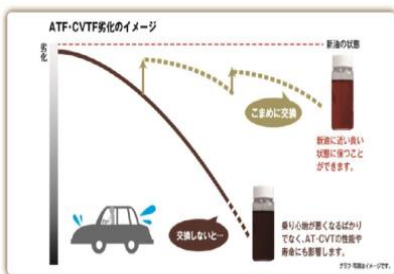 ATF・CVTF劣化のイメージ
劣化
新油の状態
こまめに交換
新油に近い良い
状態に保つこと
ができます。
交換しないと…
乗り心地が悪くなるばかり
でなく、AT・CVTの性能や
寿命にも影響します。
グラフ・写真はイメージです。